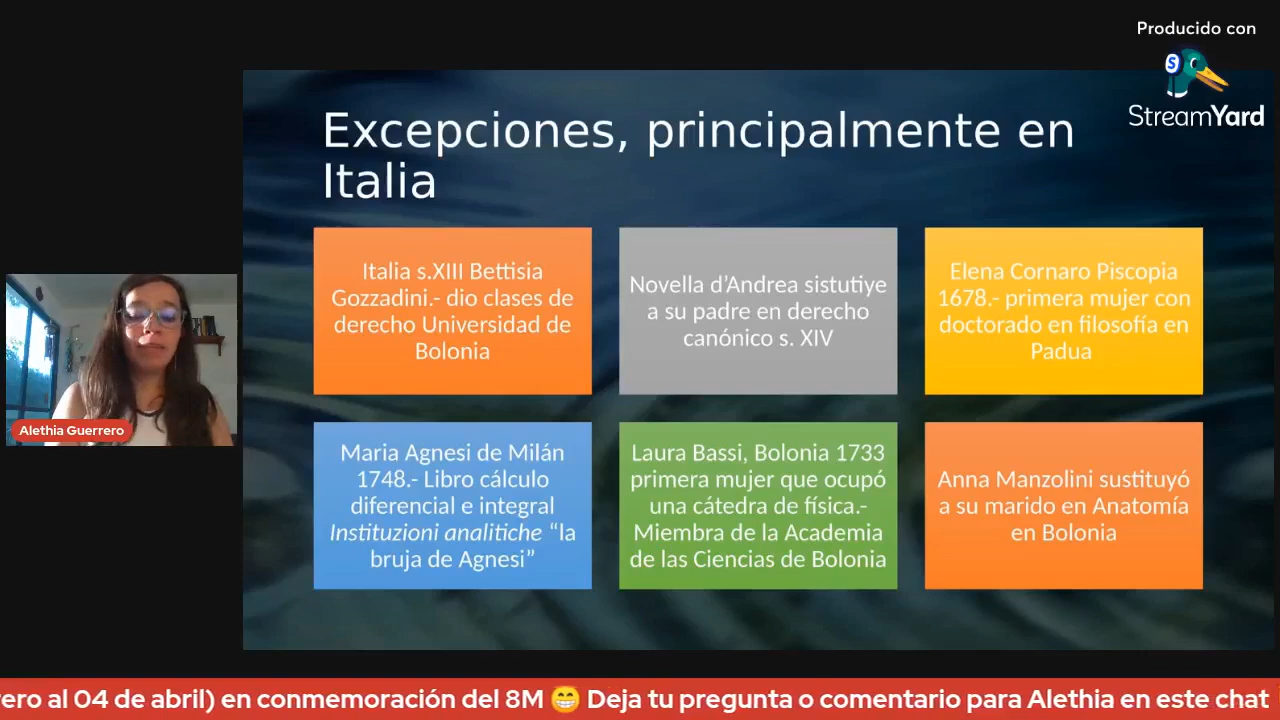 Producido con
StreamYard
Excepciones, principalmente en
Italia
Italia s.XIII Bettisia
Gozzadini.- dio clases de
derecho Universidad de
Bolonia
Novella d’Andrea sistutiye
a su padre en derecho
canónico s. XIV
Elena Cornaro Piscopia
1678.- primera mujer con
doctorado en filosofía en
Padua
Maria Agnesi de Milán
1748.- Libro cálculo
diferencial e integral
Instituzioni analitiche “la
bruja de Agnesi”
Laura Bassi, Bolonia 1733
primera mujer que ocupó
una cátedra de física.-
Miembra de la Academia
de las Ciencias de Bolonia
Anna Manzolini sustituyó
a su marido en Anatomía
en Bolonia
Alethia Guerrero
rero al 04 de abril) en conmemoración del 8M 😁 Deja tu pregunta o comentario para Alethia en este chat